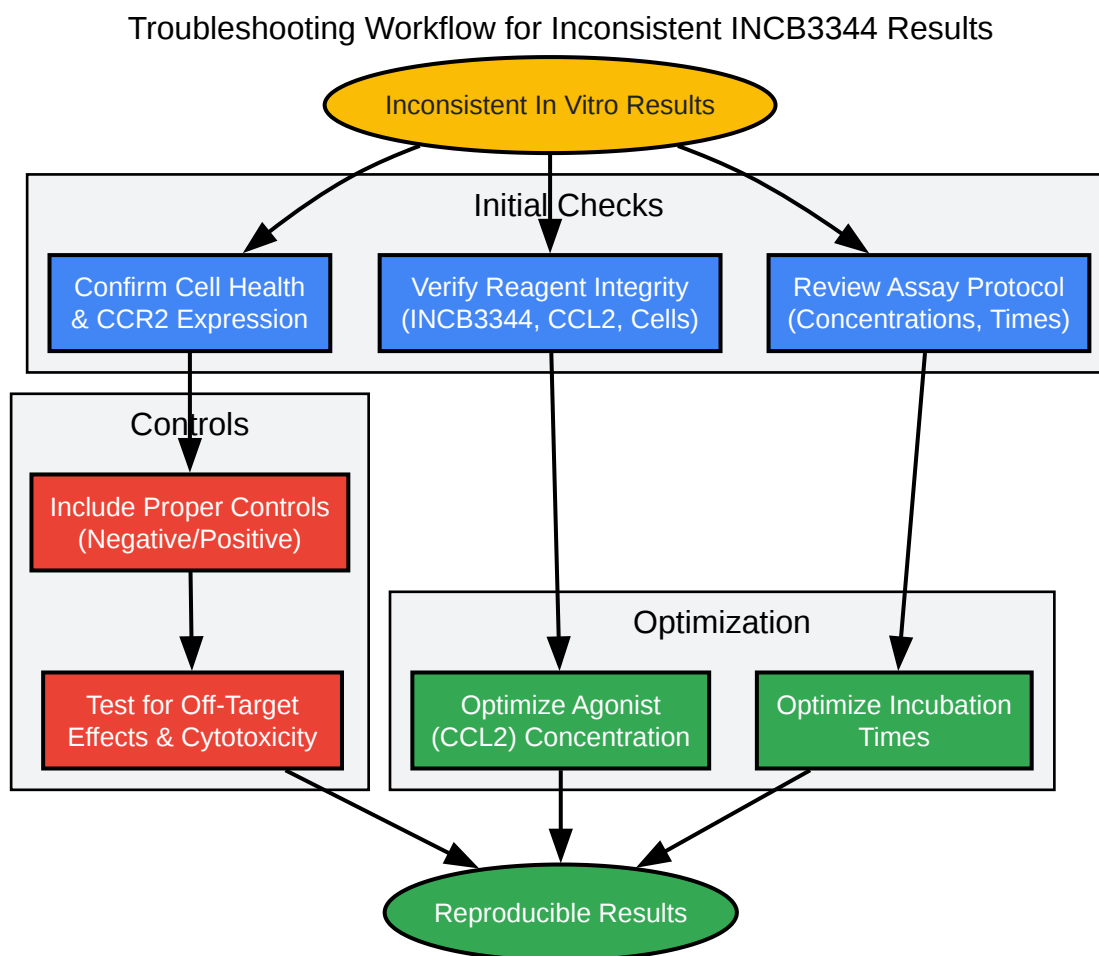 Troubleshooting Workflow for Inconsistent INCB3344 Results
Inconsistent In Vitro Results
Initial Checks
Confirm Cell Health
& CCR2 Expression
Verify Reagent Integrity
(INCB3344, CCL2, Cells)
Review Assay Protocol
(Concentrations, Times)
Controls
Include Proper Controls
(Negative/Positive)
Test for Off-Target
Effects & Cytotoxicity
Optimization
Optimize Agonist
(CCL2) Concentration
Optimize Incubation
Times
Reproducible Results